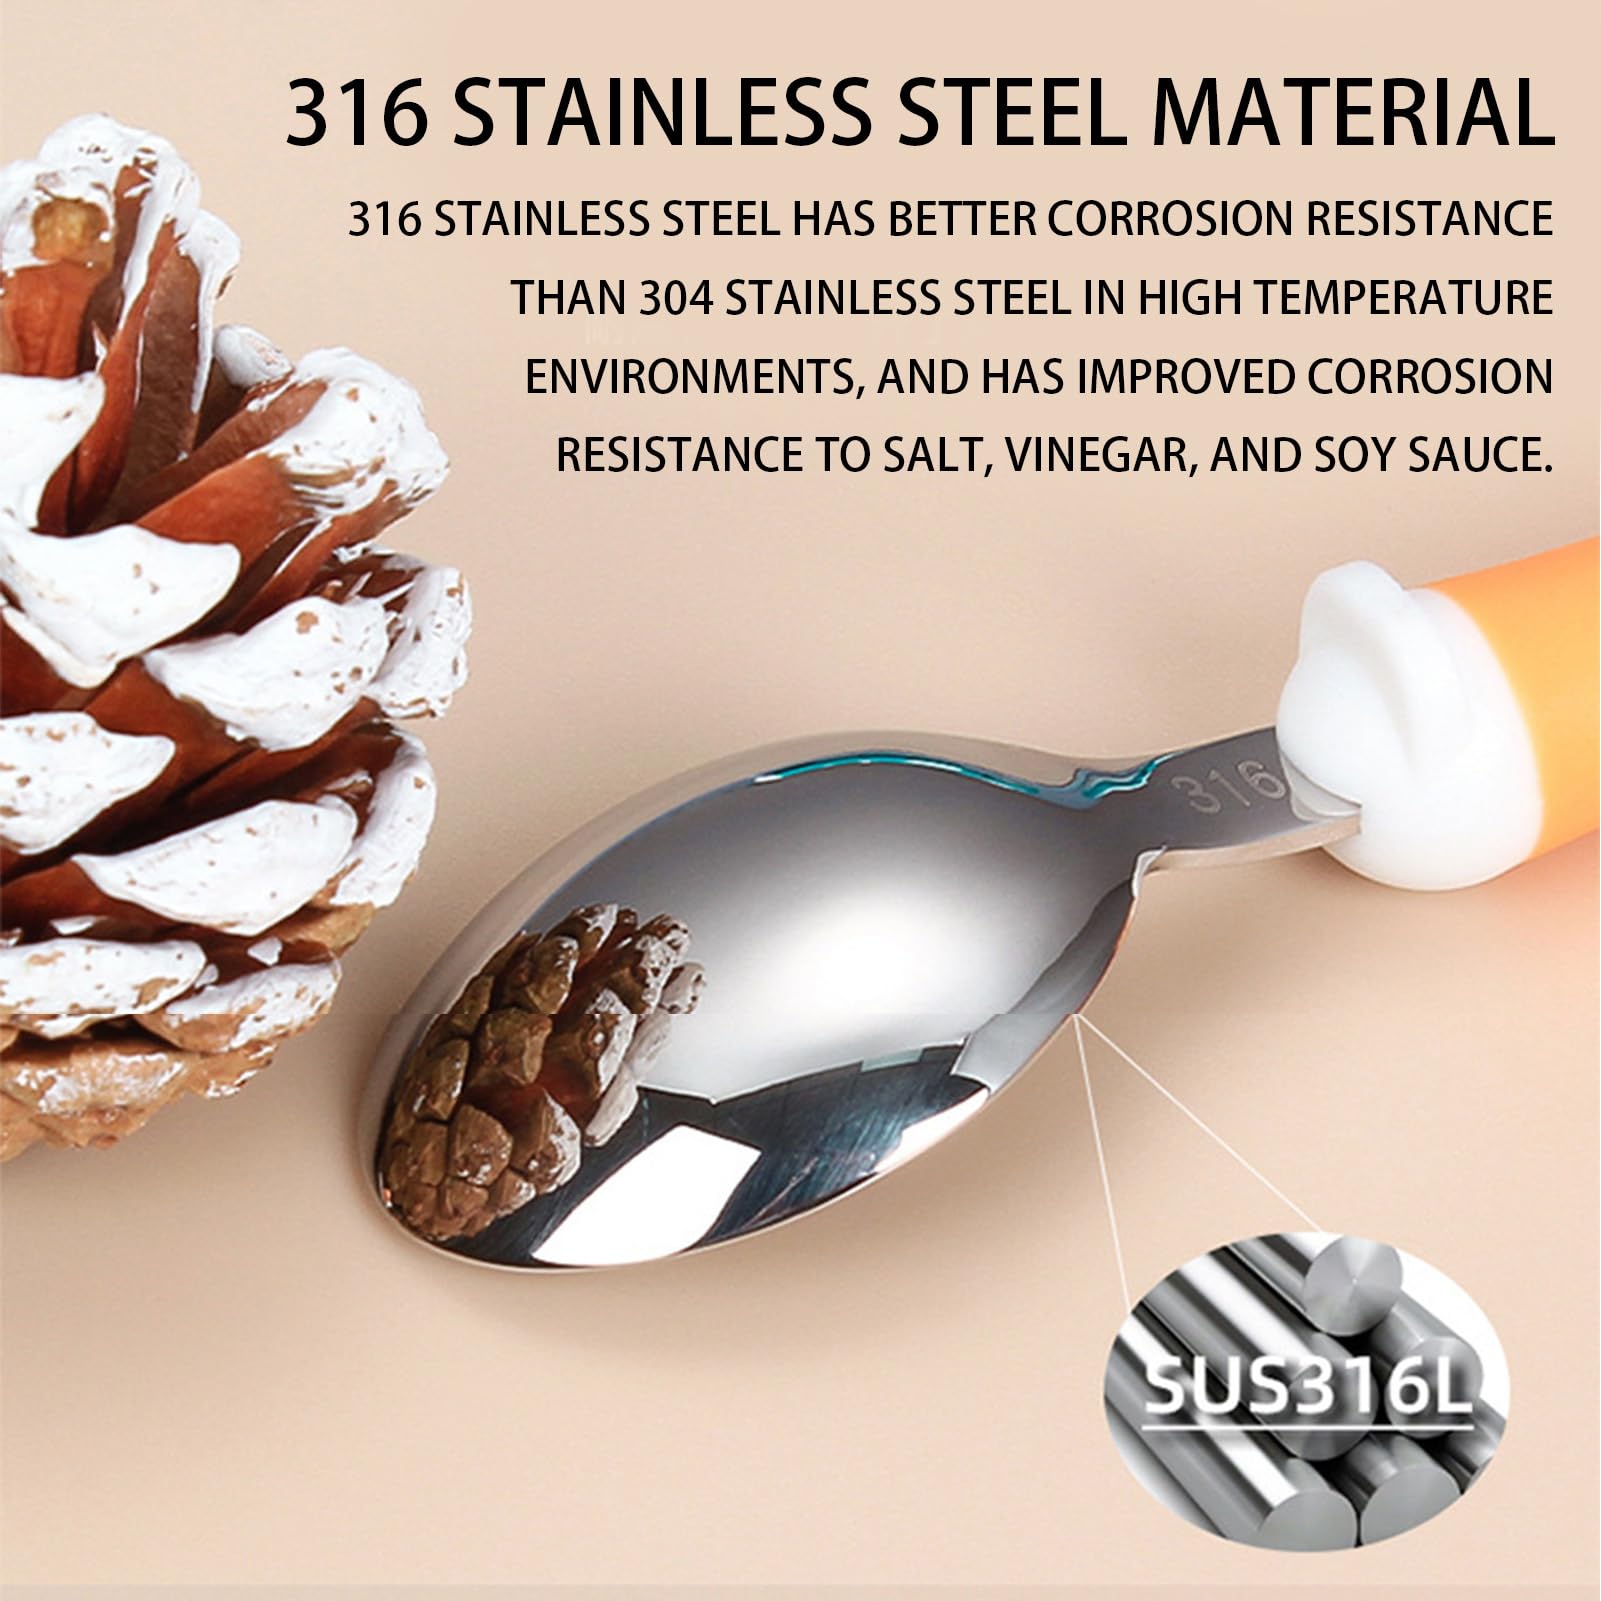 316 STAINLESS STEEL MATERIAL
316 STAINLESS STEEL HAS BETTER CORROSION RESISTANCE
THAN 304 STAINLESS STEEL IN HIGH TEMPERATURE
ENVIRONMENTS, AND HAS IMPROVED CORROSION
RESISTANCE TO SALT, VINEGAR, AND SOY SAUCE.
316
SUS316L